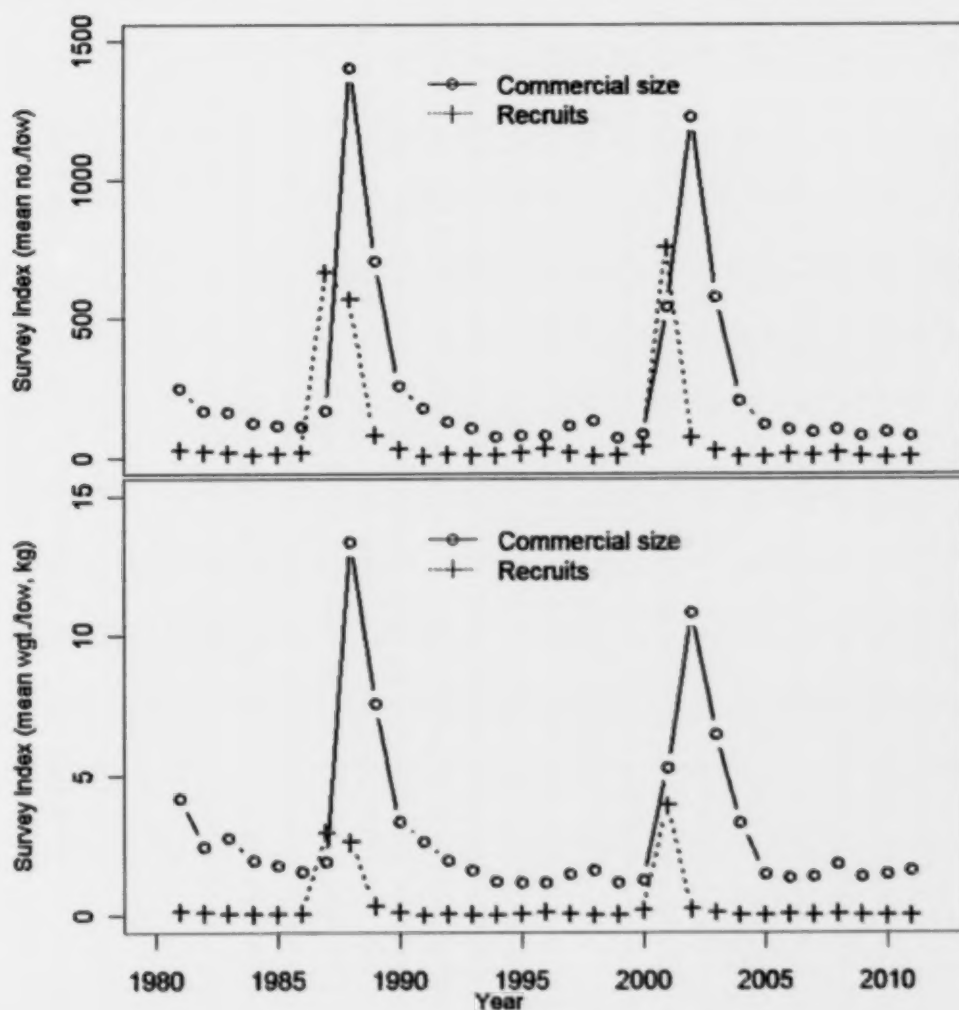 Survey Index (mean no./tow)
1500
1000
500
0
Commercial size
Recruits
Survey Index (mean wgt./tow, kg)
15
10
5
0
Commercial size
Recruits
1980 1985 1990 1995 2000 2005 2010
Year